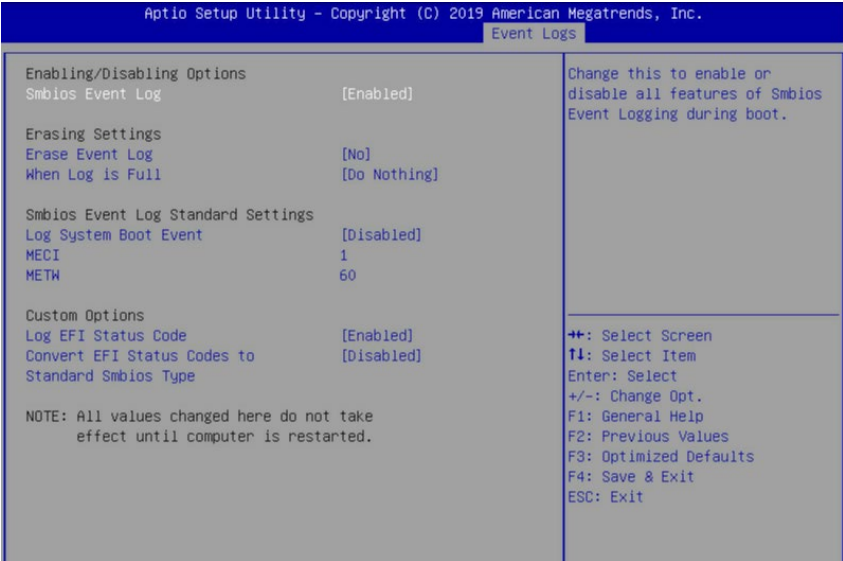 Aptio Setup Utility – Copyright (C) 2019 American Megatrends, Inc.
Event Logs
Enabling/Disabling Options
Smbios Event Log [Enabled]
Erasing Settings
Erase Event Log [No]
When Log is Full [Do Nothing]
Smbios Event Log Standard Settings
Log System Boot Event [Disabled]
MECI 1
METW 60
Custom Options
Log EFI Status Code [Enabled]
Convert EFI Status Codes to [Disabled]
Standard Smbios Type
NOTE: All values changed here do not take
effect until computer is restarted.
Change this to enable or
disable all features of Smbios
Event Logging during boot.
→←: Select Screen
↑↓: Select Item
Enter: Select
+/-: Change Opt.
F1: General Help
F2: Previous Values
F3: Optimized Defaults
F4: Save & Exit
ESC: Exit